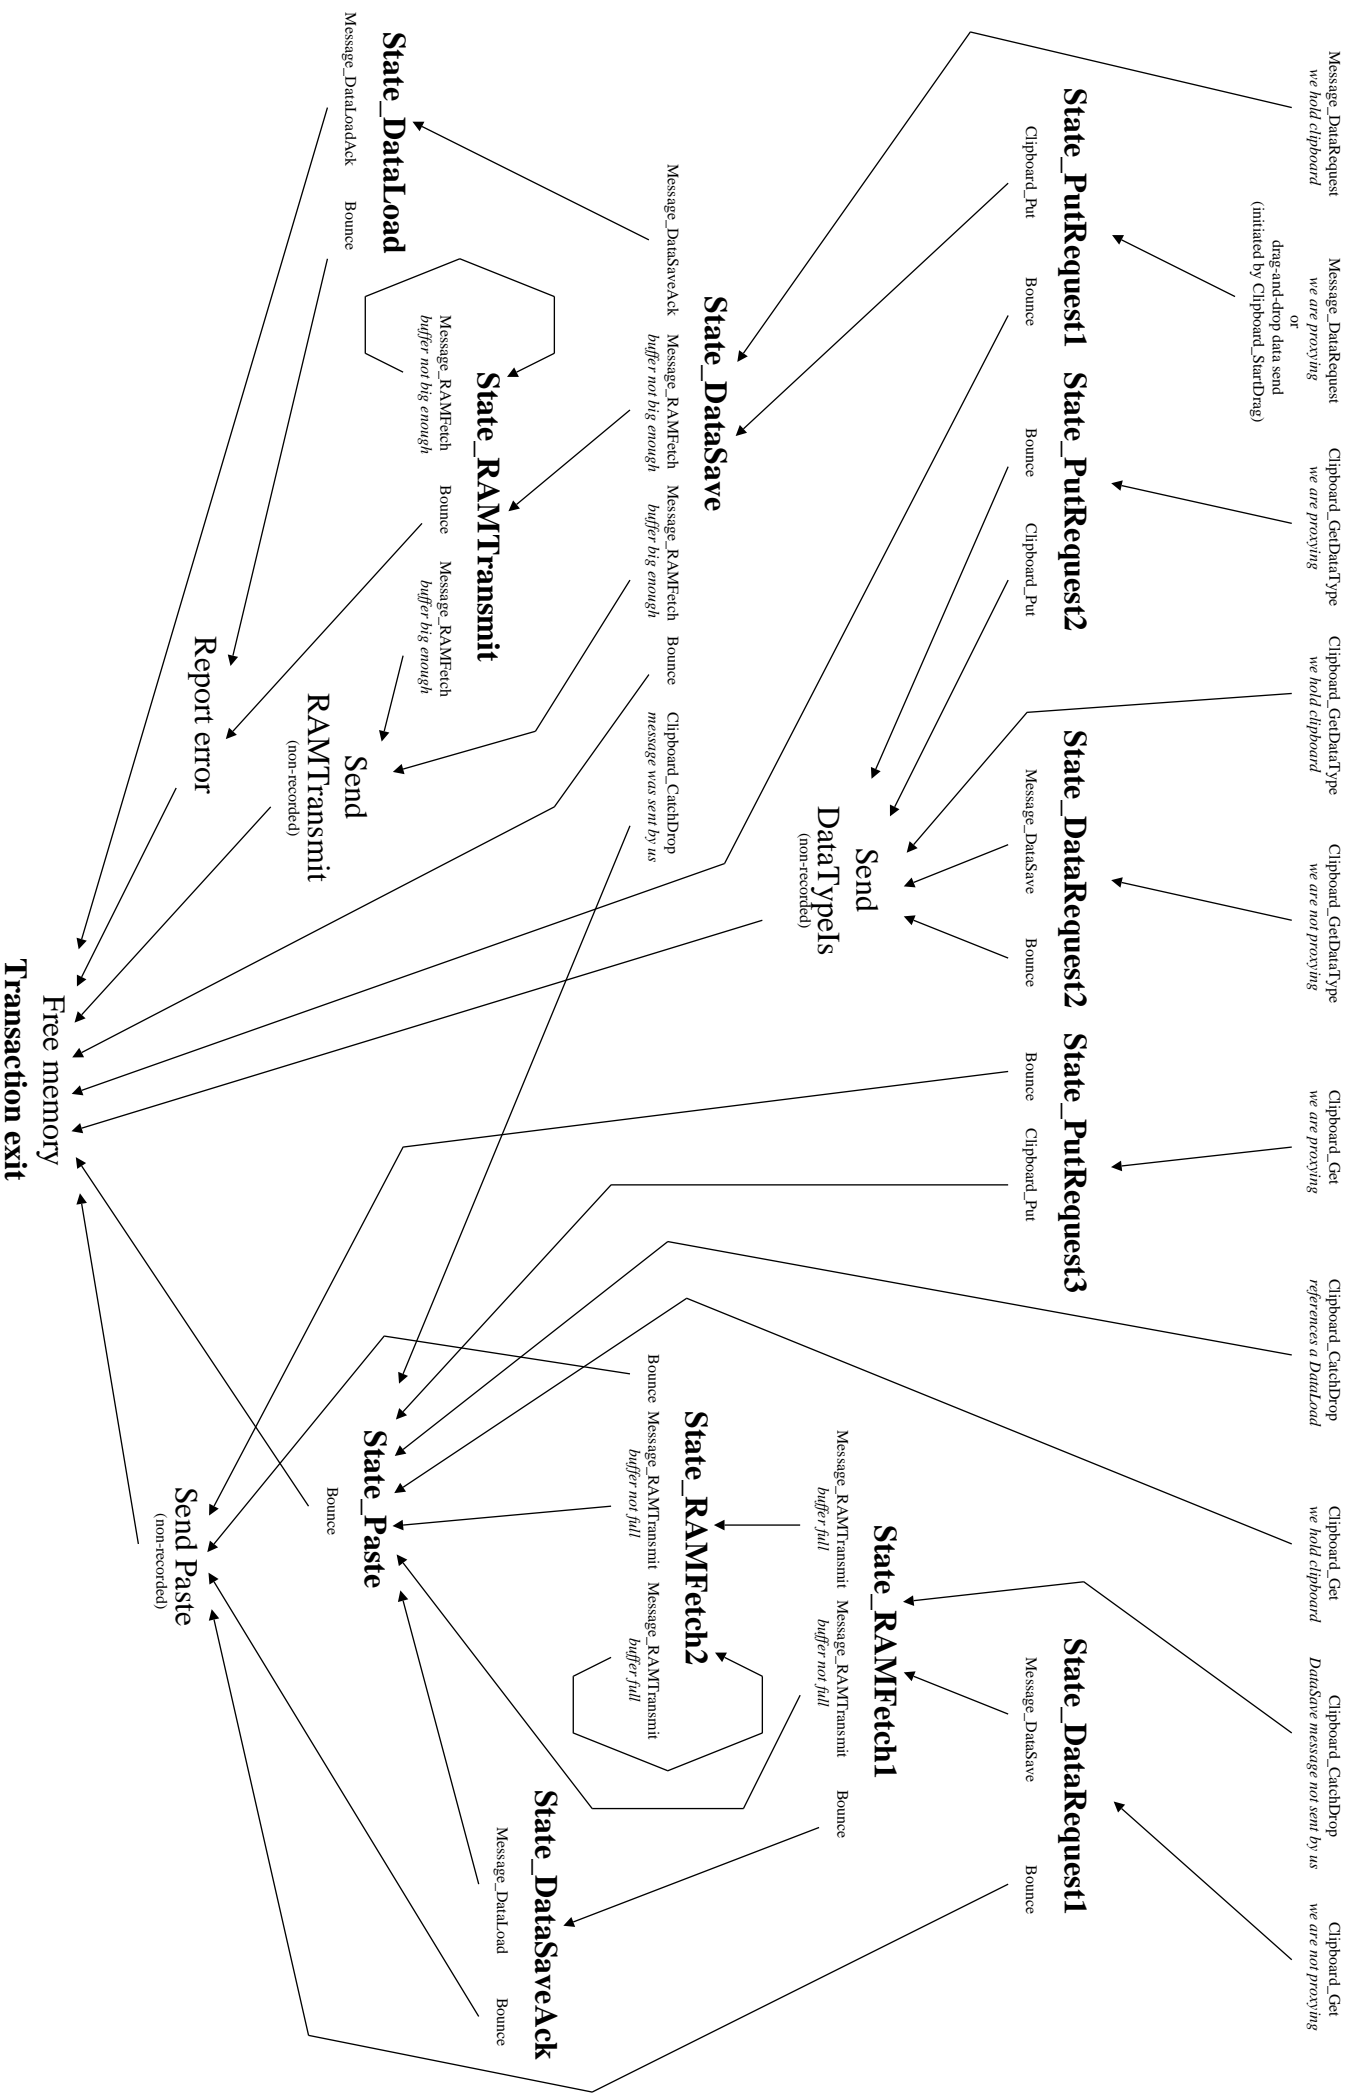 Message_DataRequest
we hold clipboard
Message_DataRequest
we are proxying
or
drag-and-drop data send
(initiated by Clipboard_StartDrag)
Clipboard_GetDataType
we are proxying
Clipboard_GetDataType
we hold clipboard
Clipboard_GetDataType
we are not proxying
Clipboard_Get
we are proxying
Clipboard_CatchDrop
references a DataLoad
Clipboard_Get
we hold clipboard
Clipboard_CatchDrop
DataSave message not sent by us
Clipboard_Get
we are not proxying
State_PutRequest1
Clipboard_Put
Bounce
State_PutRequest2
Bounce
Clipboard_Put
State_DataRequest2
Message_DataSave
Bounce
State_PutRequest3
Bounce
Clipboard_Put
State_DataRequest1
Message_DataSave
Bounce
Send
DataTypeIs
(non-recorded)
State_RAMFetch1
Message_RAMTransmit
buffer full
Message_RAMTransmit
buffer not full
Bounce
State_DataSave
Message_DataSaveAck
Message_RAMFetch
buffer not big enough
Message_RAMFetch
buffer big enough
Bounce
Clipboard_CatchDrop
message was sent by us
State_RAMFetch2
Bounce
Message_RAMTransmit
buffer not full
Message_RAMTransmit
buffer full
State_DataSaveAck
Message_DataLoad
Bounce
State_RAMTransmit
Message_RAMFetch
buffer not big enough
Bounce
Message_RAMFetch
buffer big enough
State_DataLoad
Message_DataLoadAck
Bounce
Send
RAMTransmit
(non-recorded)
State_Paste
Bounce
Report error
Send Paste
(non-recorded)
Free memory
Transaction exit